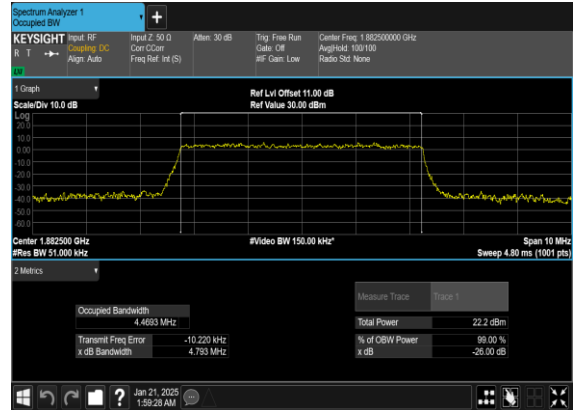 Spectrum Analyzer 1
Occupied BW
KEYSIGHT
R T
LM
Input: RF
Coupling: DC
Align: Auto
Input Z: 50 Ω
Corr CCorr
Freq Ref: Int (S)
Atten: 30 dB
Trig: Free Run
Gate: Off
#IF Gain: Low
Center Freq: 1.882500000 GHz
Avg|Hold: 100/100
Radio Std: None
1 Graph
Scale/Div 10.0 dB
Ref Lvl Offset 11.00 dB
Ref Value 30.00 dBm
Log
20.0
10.0
0.00
-10.0
-20.0
-30.0
-40.0
-50.0
-60.0
Center 1.882500 GHz
#Res BW 51.000 kHz
#Video BW 150.00 kHz*
Span 10 MHz
Sweep 4.80 ms (1001 pts)
2 Metrics
Measure Trace Trace 1
Occupied Bandwidth
4.4693 MHz
Total Power 22.2 dBm
Transmit Freq Error -10.220 kHz
% of OBW Power 99.00 %
x dB Bandwidth 4.793 MHz
x dB -26.00 dB
?
Jan 21, 2025
1:59:28 AM